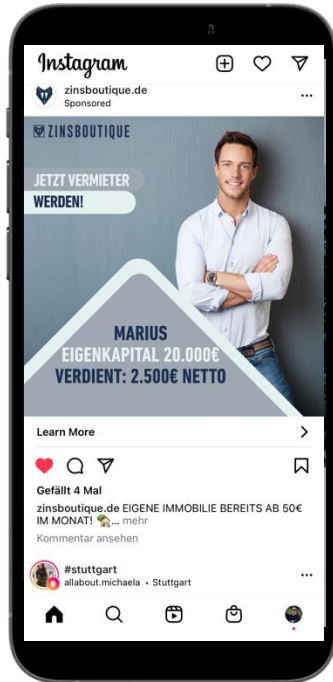 Instagram
zinsboutique.de
Sponsored
ZINSBOUTIQUE
JETZT VERMIETER
WERDEN!
MARIUS
EIGENKAPITAL 20.000€
VERDIENT: 2.500€ NETTO
Learn More
Gefällt 4 Mal
zinsboutique.de EIGENE IMMOBILIE BEREITS AB 50€
IM MONAT! 🏡... mehr
Kommentar ansehen
#stuttgart
allabout.michaela • Stuttgart